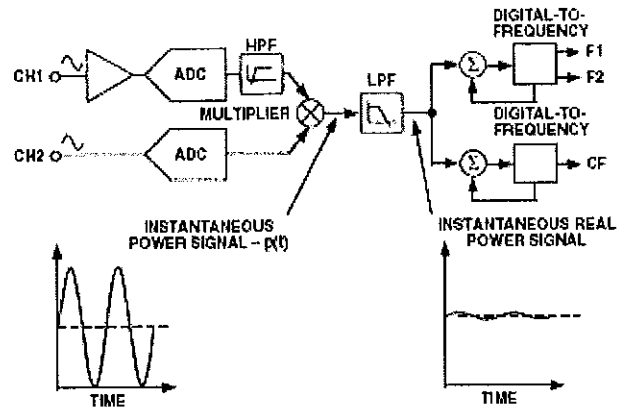 DIGITAL-TO-
FREQUENCY
HPF
F1
CH1
ADC
LPF
Σ
F2
MULTIPLIER
DIGITAL-TO-
FREQUENCY
CH2
ADC
Σ
CF
INSTANTANEOUS
POWER SIGNAL – p(t)
INSTANTANEOUS REAL
POWER SIGNAL
TIME
TIME